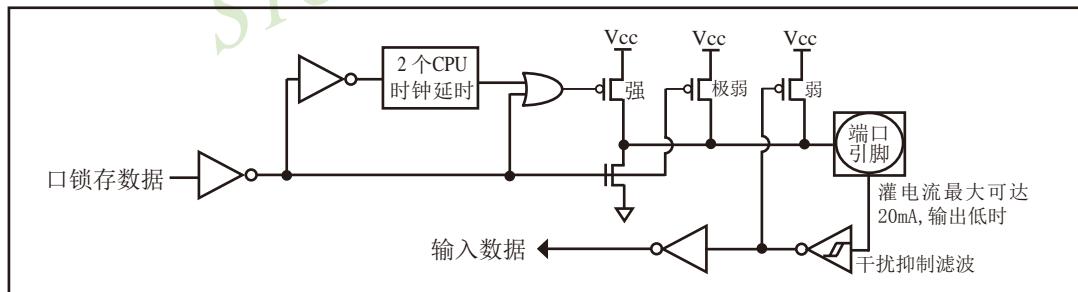 Vcc
Vcc
Vcc
2 个CPU
时钟延时
强
极弱
弱
端口
引脚
口锁存数据
灌电流最大可达
20mA,输出低时
输入数据
干扰抑制滤波